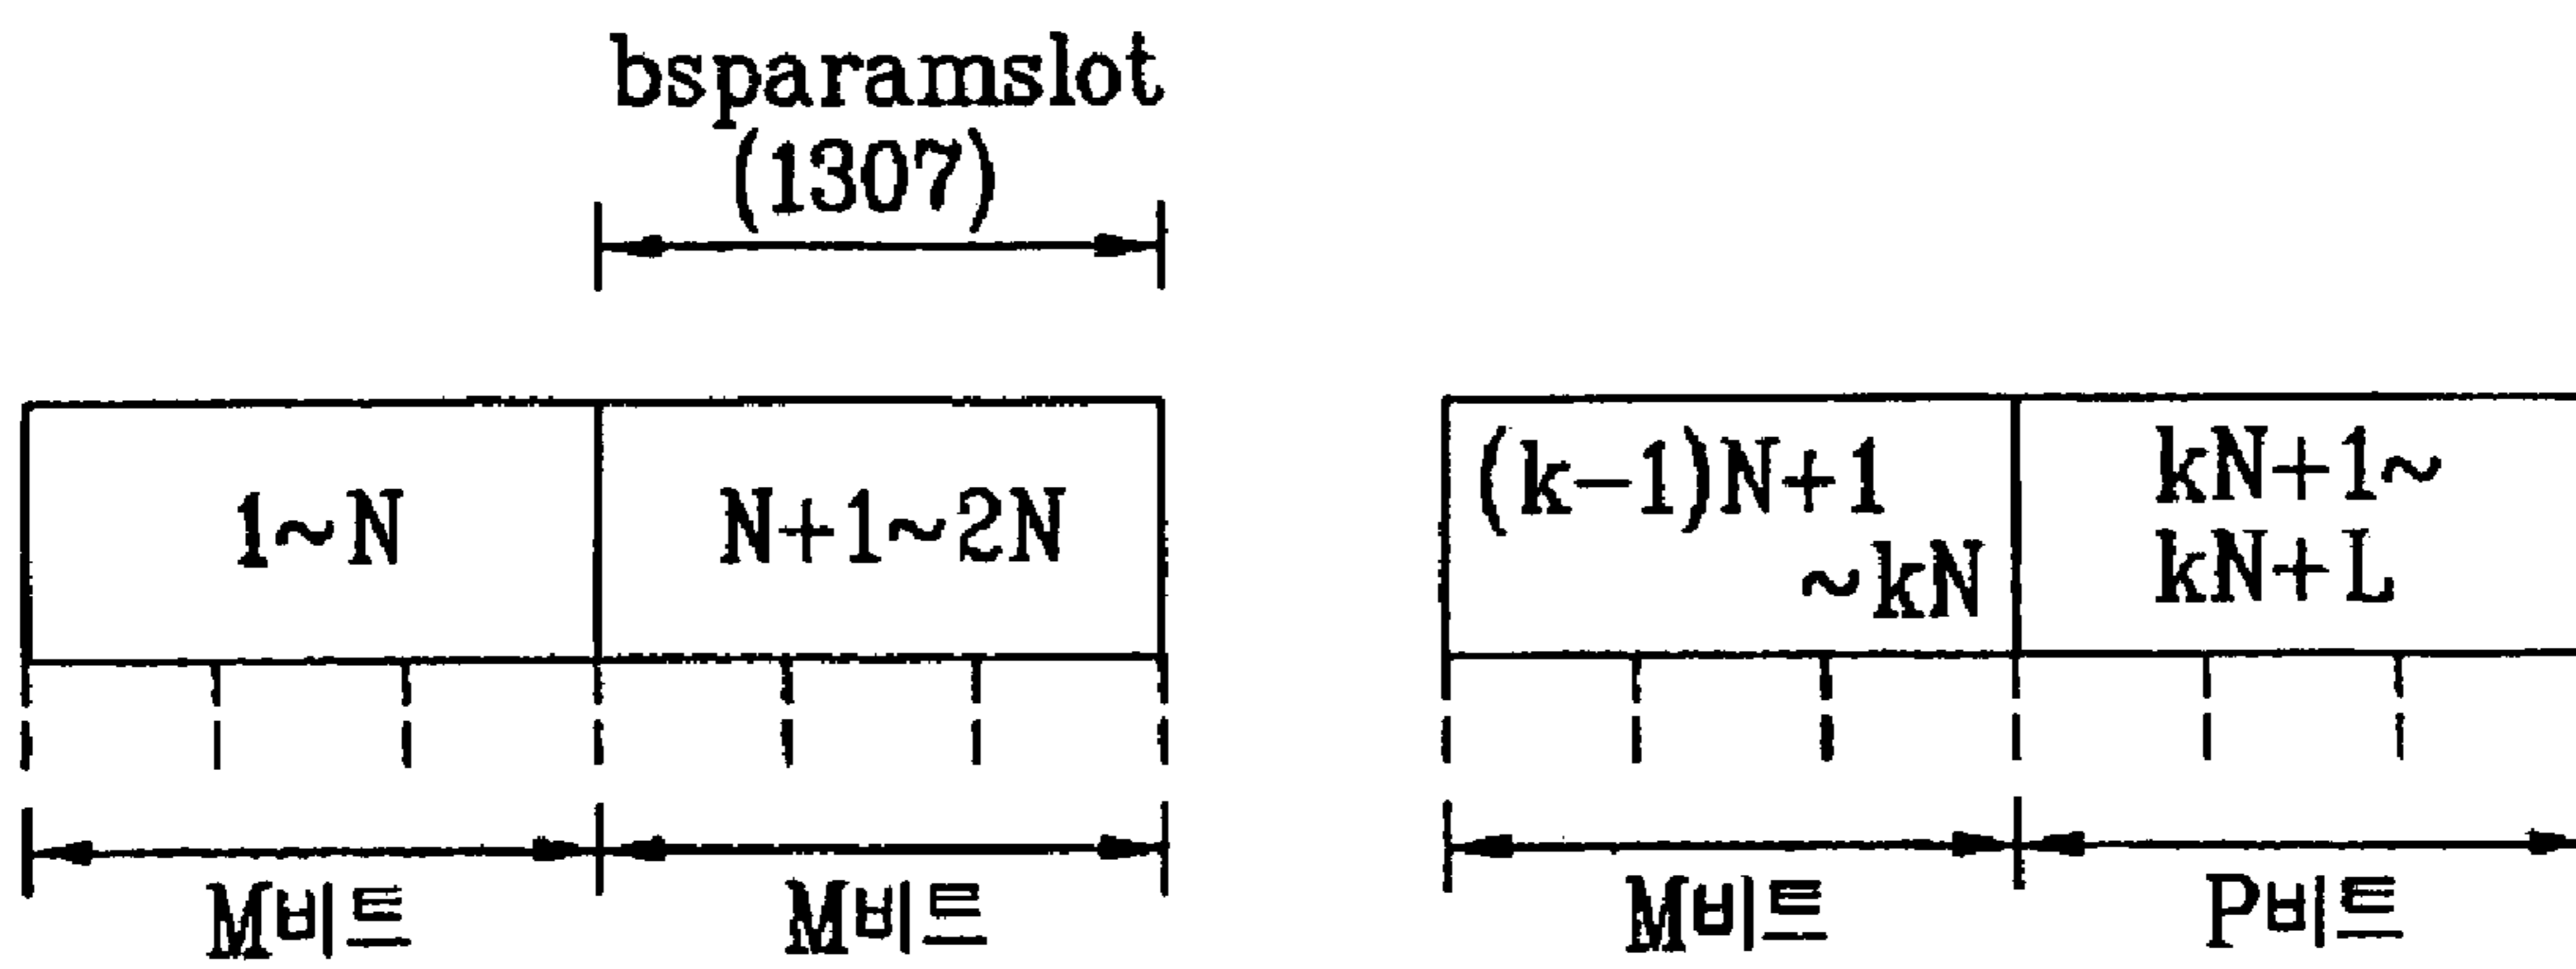 bsparamslot
(1307)
1~N
N+1~2N
(k-1)N+1
~kN
kN+1~
kN+L
M비트
M비트
M비트
P비트